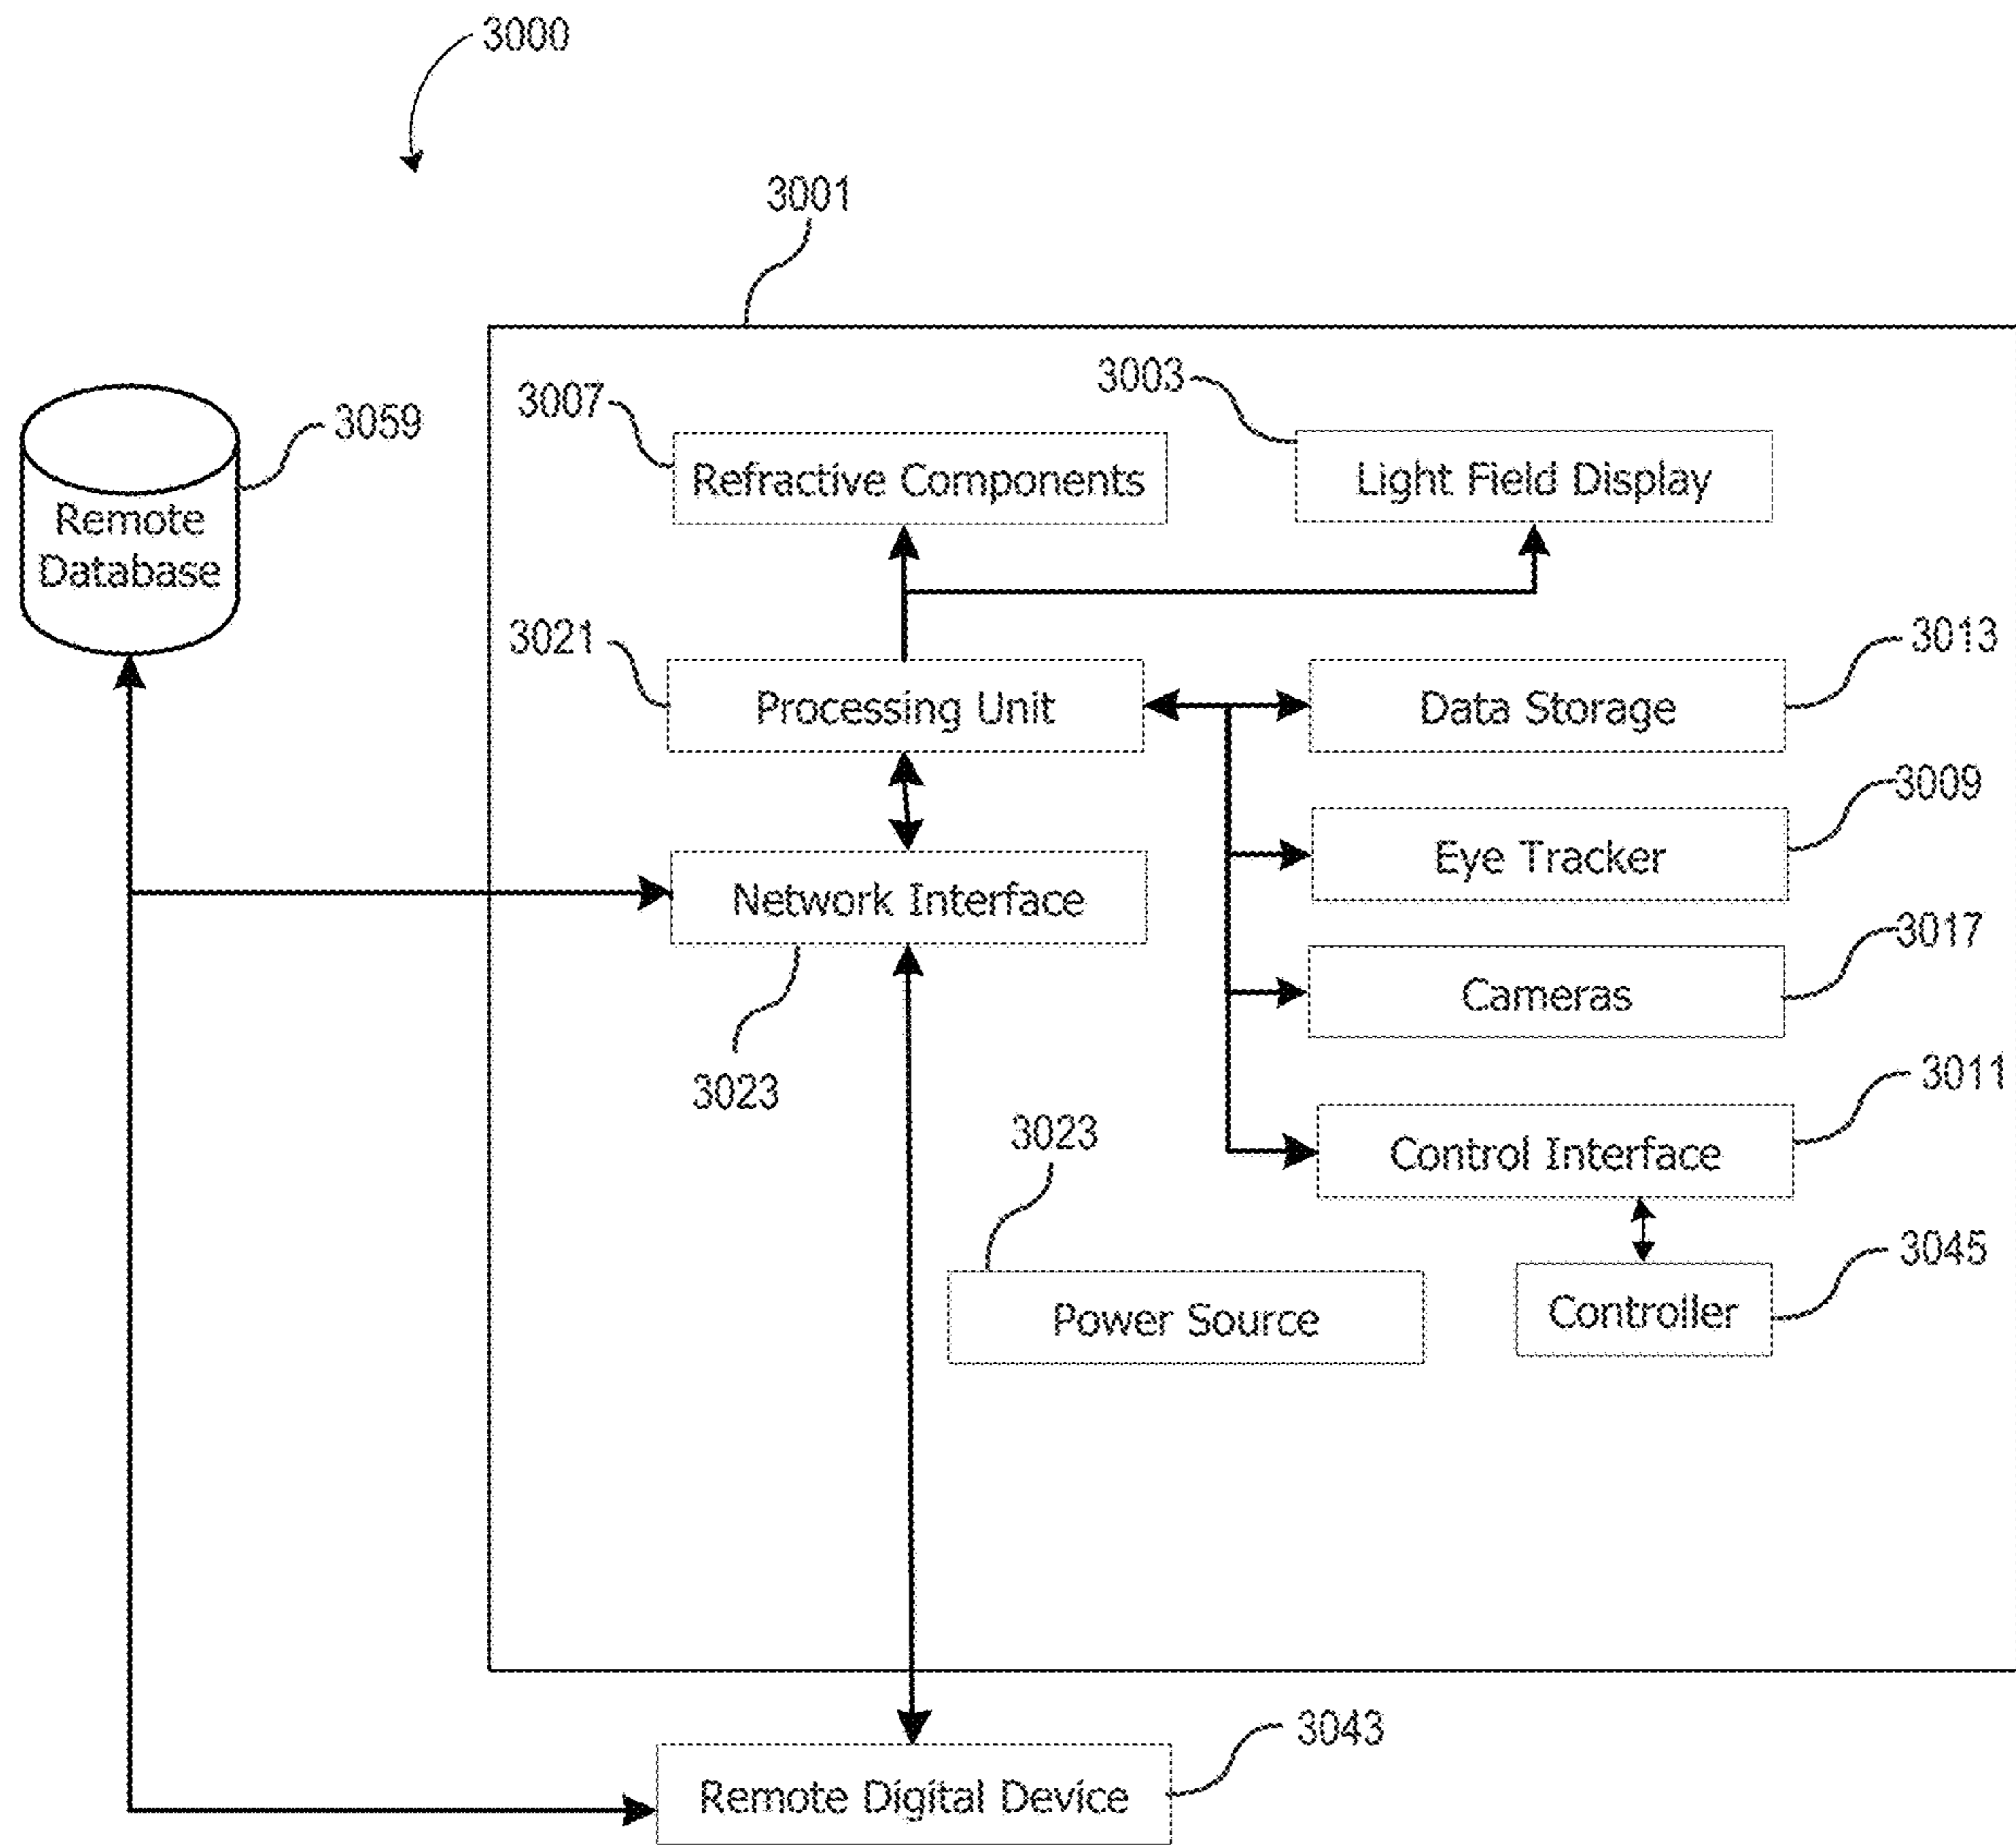 3000
3001
3003
3007
3059
Refractive Components
Light Field Display
Remote
Database
3021
3013
Processing Unit
Data Storage
3009
Eye Tracker
Network Interface
3017
Cameras
3023
3011
3023
Control Interface
3045
Power Source
Controller
3043
Remote Digital Device